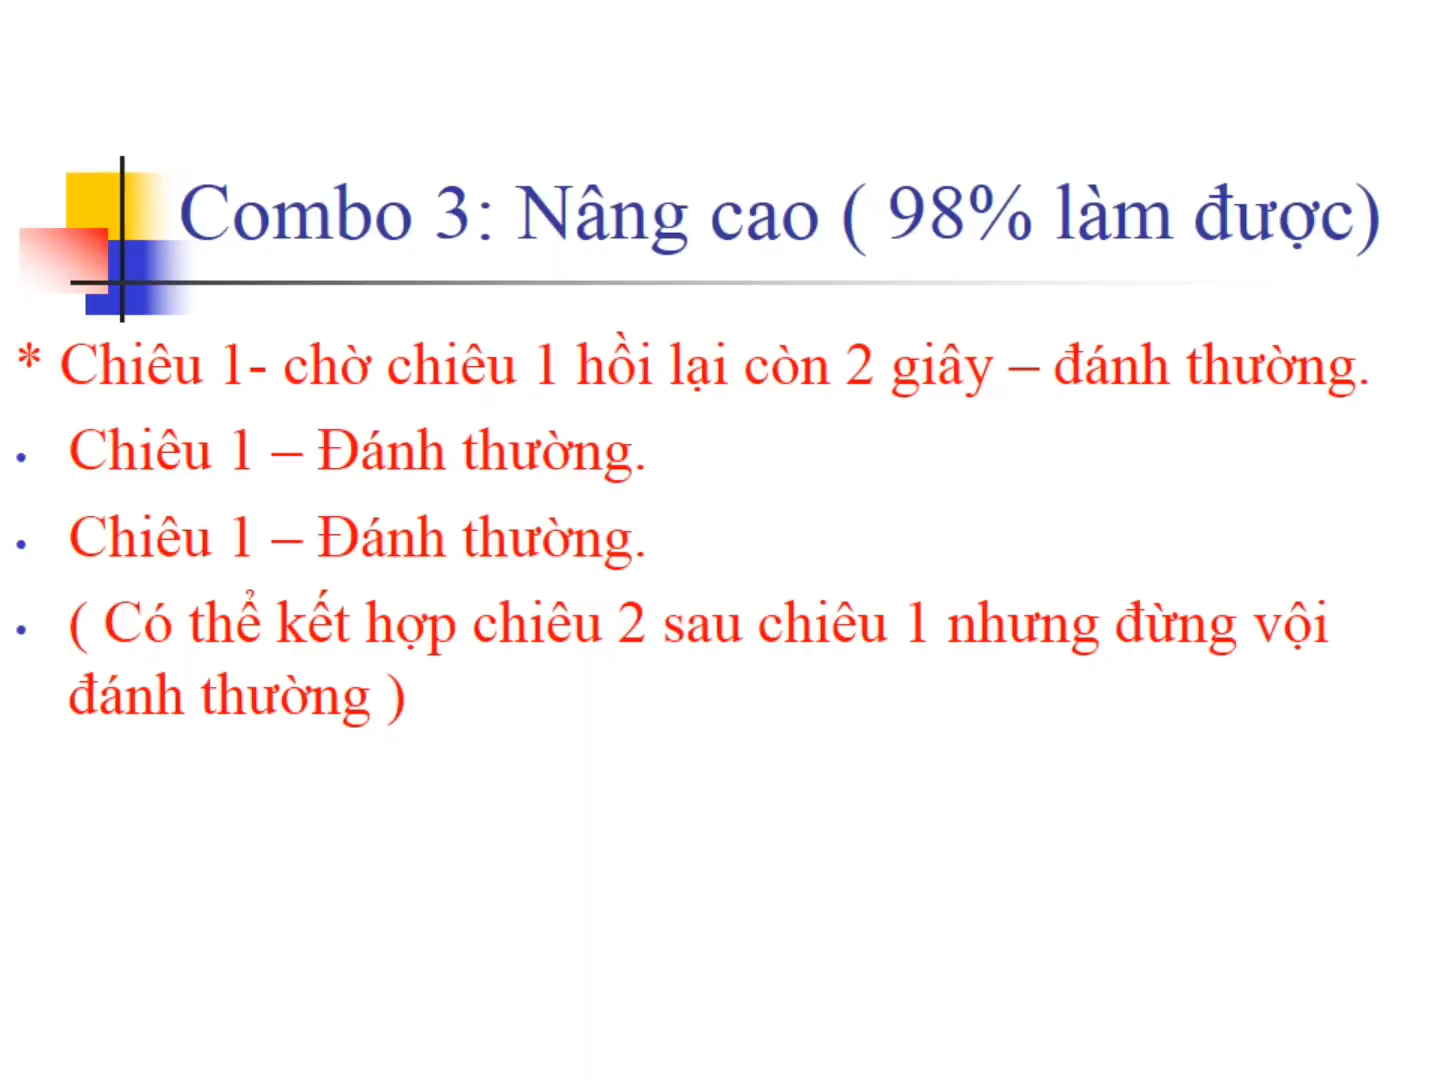 Combo 3: Nâng cao ( 98% làm được)
* Chiêu 1- chờ chiêu 1 hồi lại còn 2 giây – đánh thường.
• Chiêu 1 – Đánh thường.
• Chiêu 1 – Đánh thường.
• ( Có thể kết hợp chiêu 2 sau chiêu 1 nhưng đừng vội
đánh thường )